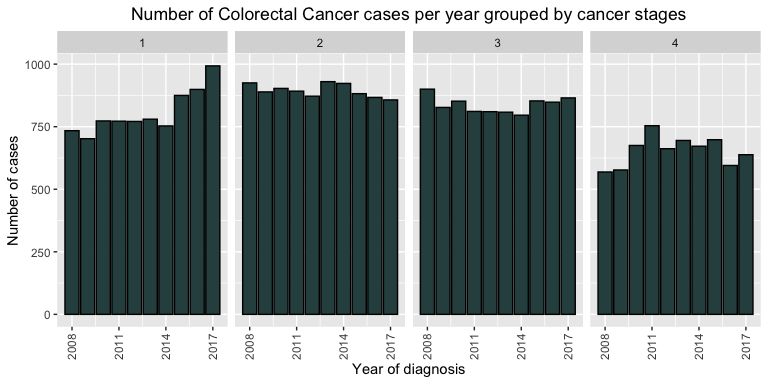 Number of Colorectal Cancer cases per year grouped by cancer stages
1 2 3 4
1000
750
500
250
0
Number of cases
2008 2011 2014 2017 2008 2011 2014 2017 2008 2011 2014 2017 2008 2011 2014 2017
Year of diagnosis